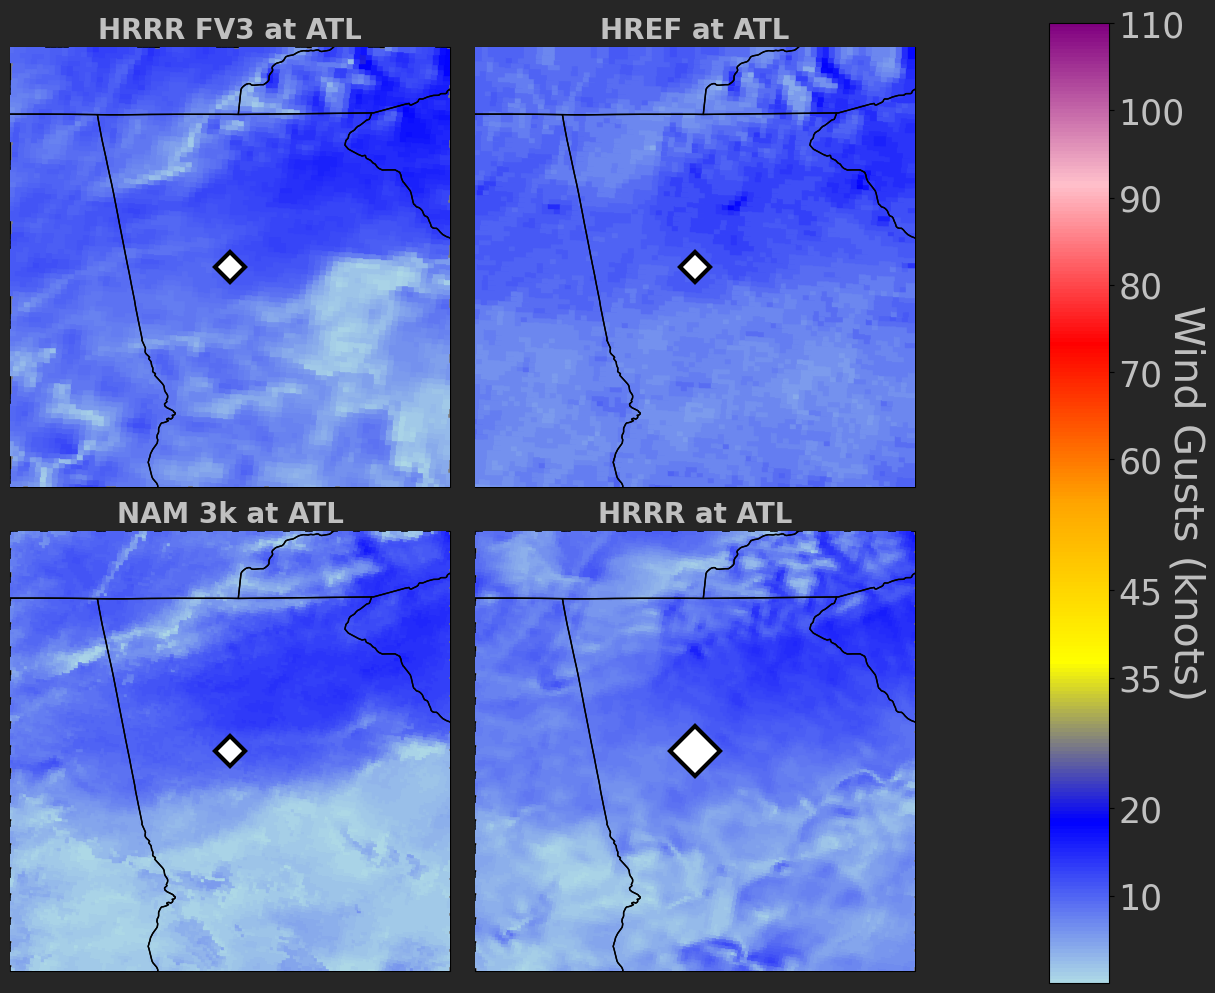 HRRR FV3 at ATL
HREF at ATL
NAM 3k at ATL
HRRR at ATL
110
100
90
80
70
60
45
35
20
10
Wind Gusts (knots)